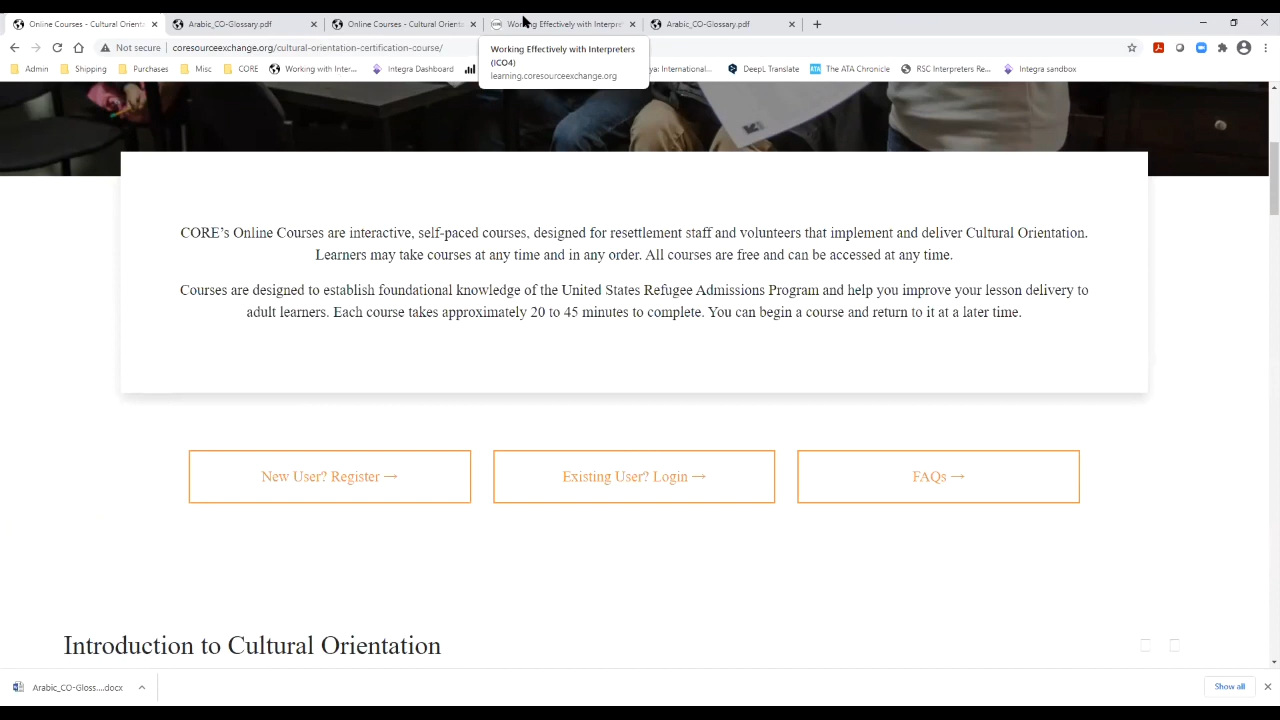 Online Courses - Cultural Orienta
Arabic_CO-Glossary.pdf
Online Courses - Cultural Orienta
Working Effectively with Interpre
Arabic_CO-Glossary.pdf
Not secure
coresourceexchange.org/cultural-orientation-certification-course/
Working Effectively with Interpreters
(ICO4)
learning.coresourceexchange.org
Admin
Shipping
Purchases
Misc
CORE
Working with Inter...
Integra Dashboard
ya: International...
DeepL Translate
The ATA Chronicle
RSC Interpreters Re...
Integra sandbox
CORE’s Online Courses are interactive, self-paced courses, designed for resettlement staff and volunteers that implement and deliver Cultural Orientation.
Learners may take courses at any time and in any order. All courses are free and can be accessed at any time.
Courses are designed to establish foundational knowledge of the United States Refugee Admissions Program and help you improve your lesson delivery to
adult learners. Each course takes approximately 20 to 45 minutes to complete. You can begin a course and return to it at a later time.
New User? Register →
Existing User? Login →
FAQs →
Introduction to Cultural Orientation
Arabic_CO-Gloss....docx
Show all